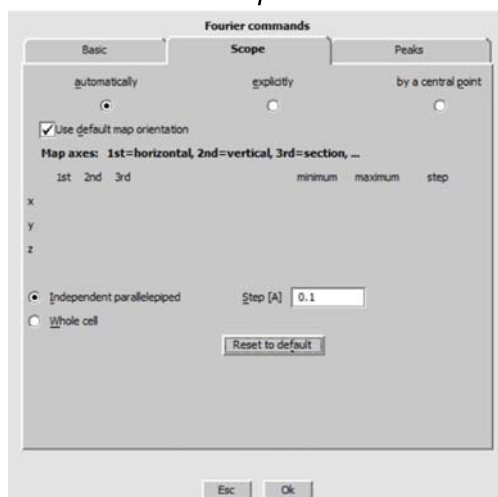 Fourier commands
Basic Scope Peaks
automatically explicitly by a central point
Use default map orientation
Map axes: 1st=horizontal, 2nd=vertical, 3rd=section, ...
1st 2nd 3rd minimum maximum step
x
y
z
Independent parallelepiped Step [A] 0.1
Whole cell
Reset to default
Esc Ok